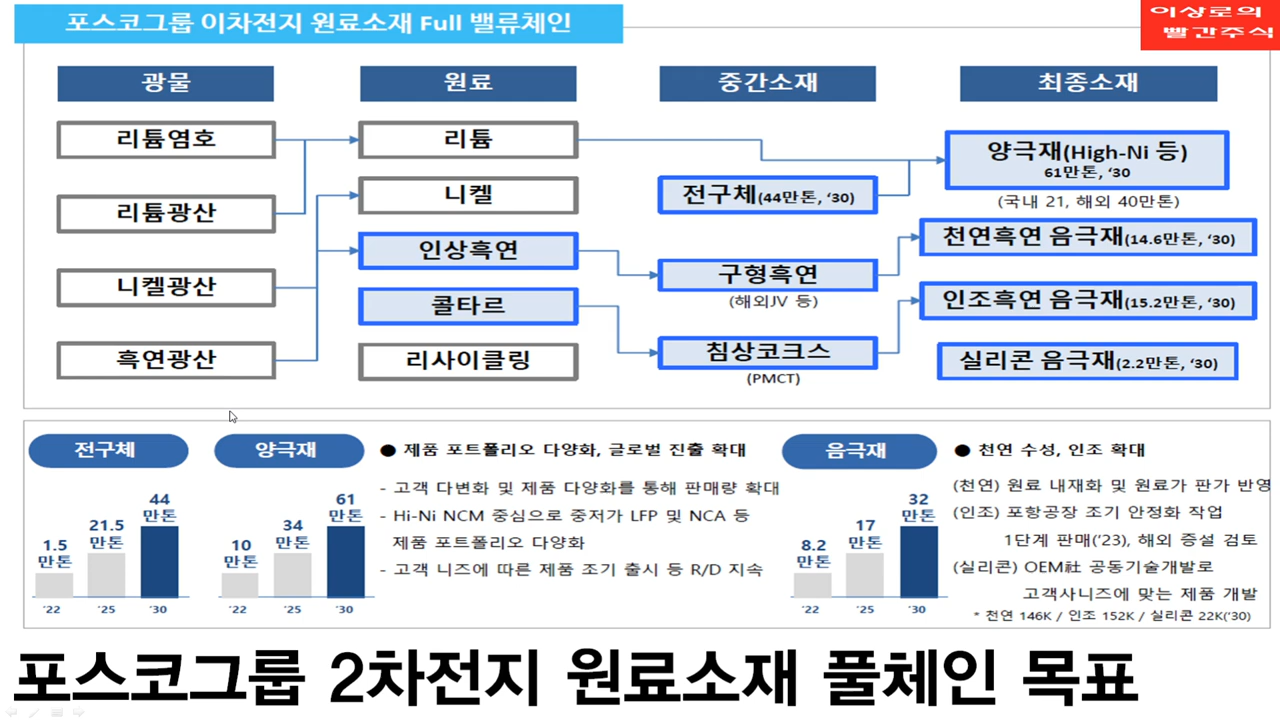 포스코그룹 이차전지 원료소재 Full 밸류체인
이상로의
빨간주식
광물
원료
중간소재
최종소재
리튬염호
리튬광산
니켈광산
흑연광산
리튬
니켈
인상흑연
콜타르
리사이클링
전구체(44만톤, ‘30)
구형흑연
(해외JV 등)
침상코크스
(PMCT)
양극재(High-Ni 등)
61만톤, ‘30
(국내 21, 해외 40만톤)
천연흑연 음극재(14.6만톤, ‘30)
인조흑연 음극재(15.2만톤, ‘30)
실리콘 음극재(2.2만톤, ‘30)
전구체
1.5
만톤
21.5
만톤
44
만톤
‘22 ‘25 ‘30
양극재
10
만톤
34
만톤
61
만톤
‘22 ‘25 ‘30
● 제품 포트폴리오 다양화, 글로벌 진출 확대
- 고객 다변화 및 제품 다양화를 통해 판매량 확대
- Hi-Ni NCM 중심으로 중저가 LFP 및 NCA 등
제품 포트폴리오 다양화
- 고객 니즈에 따른 제품 조기 출시 등 R/D 지속
음극재
8.2
만톤
17
만톤
32
만톤
‘22 ‘25 ‘30
● 천연 수성, 인조 확대
(천연) 원료 내재화 및 원료가 판가 반영
(인조) 포항공장 조기 안정화 작업
1단계 판매(‘23), 해외 증설 검토
(실리콘) OEM社 공동기술개발로
고객사니즈에 맞는 제품 개발
* 천연 146K / 인조 152K / 실리콘 22K(‘30)
포스코그룹 2차전지 원료소재 풀체인 목표